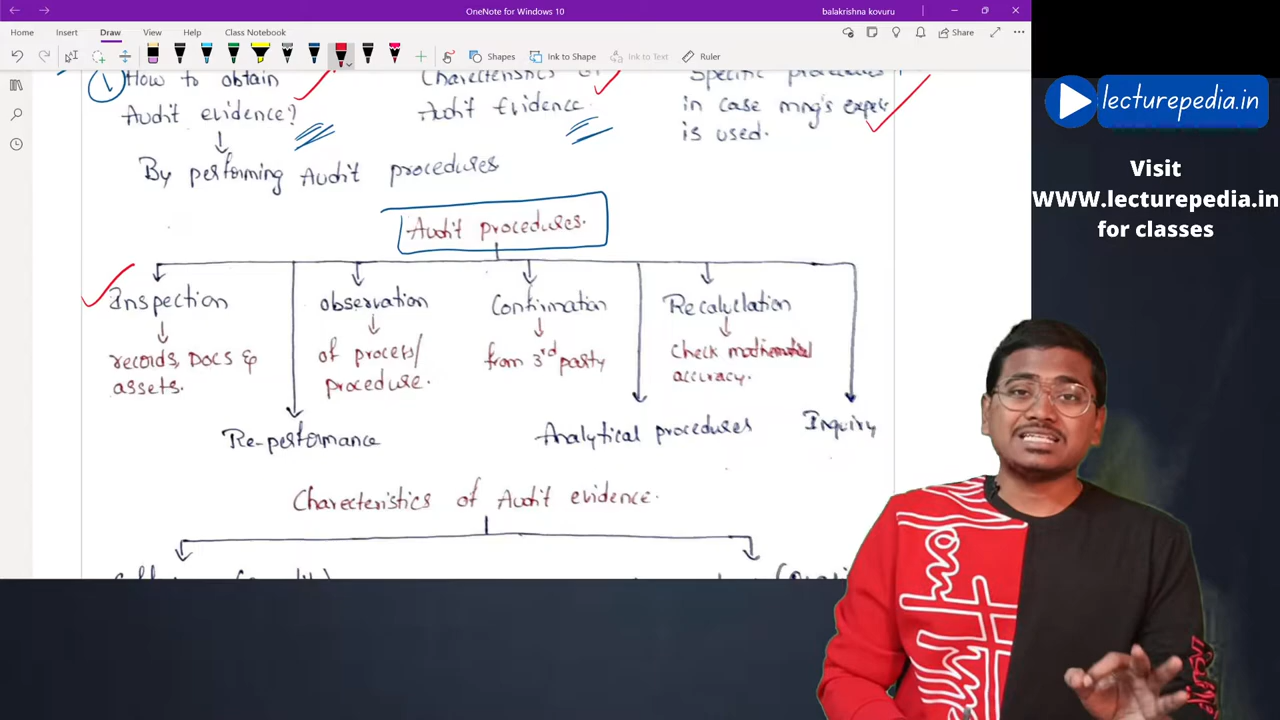 OneNote for Windows 10
balakrishna kovuru
Home Insert Draw View Help Class Notebook
Share
Shapes Ink to Shape Ink to Text Ruler
How to obtain
Audit evidence?
Charecteristics of
Audit Evidence
Specific procedures
in case mng's expert
is used.
By performing Audit procedures
Audit procedures.
Inspection
records, Docs &
assets.
observation
of process/
procedure.
Confirmation
from 3rd party
Recalyclation
check mathematical
accuracy.
Re-performance
Analytical procedures
Inquiry
Charecteristics of Audit evidence.
lecturepedia.in
Visit
WWW.lecturepedia.in
for classes